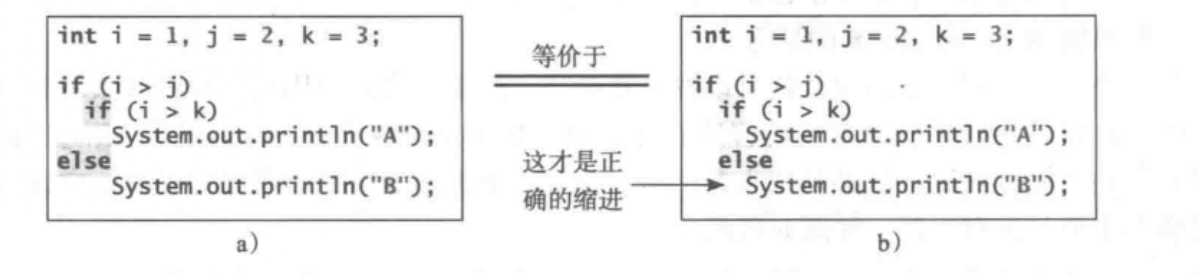 int i = 1, j = 2, k = 3;
if (i > j)
  if (i > k)
    System.out.println("A");
else
    System.out.println("B");
a)
等价于
这才是正
确的缩进
int i = 1, j = 2, k = 3;
if (i > j)
  if (i > k)
    System.out.println("A");
  else
    System.out.println("B");
b)